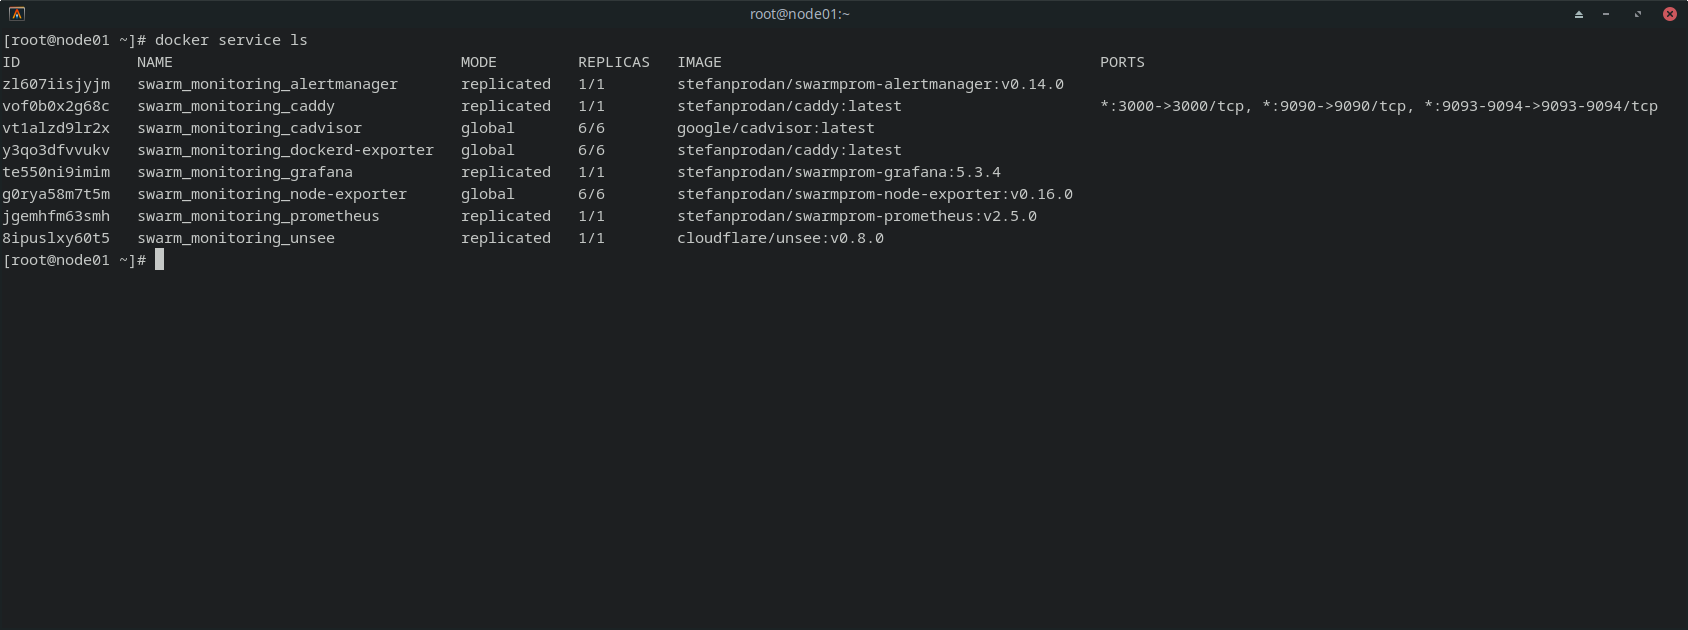 root@node01:~
[root@node01 ~]# docker service ls
ID             NAME                                MODE         REPLICAS   IMAGE                                          PORTS
zl607iisjyjm   swarm_monitoring_alertmanager       replicated   1/1        stefanprodan/swarmprom-alertmanager:v0.14.0
vof0b0x2g68c   swarm_monitoring_caddy              replicated   1/1        stefanprodan/caddy:latest                      *:3000->3000/tcp, *:9090->9090/tcp, *:9093-9094->9093-9094/tcp
vt1alzd9lr2x   swarm_monitoring_cadvisor           global       6/6        google/cadvisor:latest
y3qo3dfvvukv   swarm_monitoring_dockerd-exporter   global       6/6        stefanprodan/caddy:latest
te550ni9imim   swarm_monitoring_grafana            replicated   1/1        stefanprodan/swarmprom-grafana:5.3.4
g0rya58m7t5m   swarm_monitoring_node-exporter      global       6/6        stefanprodan/swarmprom-node-exporter:v0.16.0
jgemhfm63smh   swarm_monitoring_prometheus         replicated   1/1        stefanprodan/swarmprom-prometheus:v2.5.0
8ipuslxy60t5   swarm_monitoring_unsee              replicated   1/1        cloudflare/unsee:v0.8.0
[root@node01 ~]#